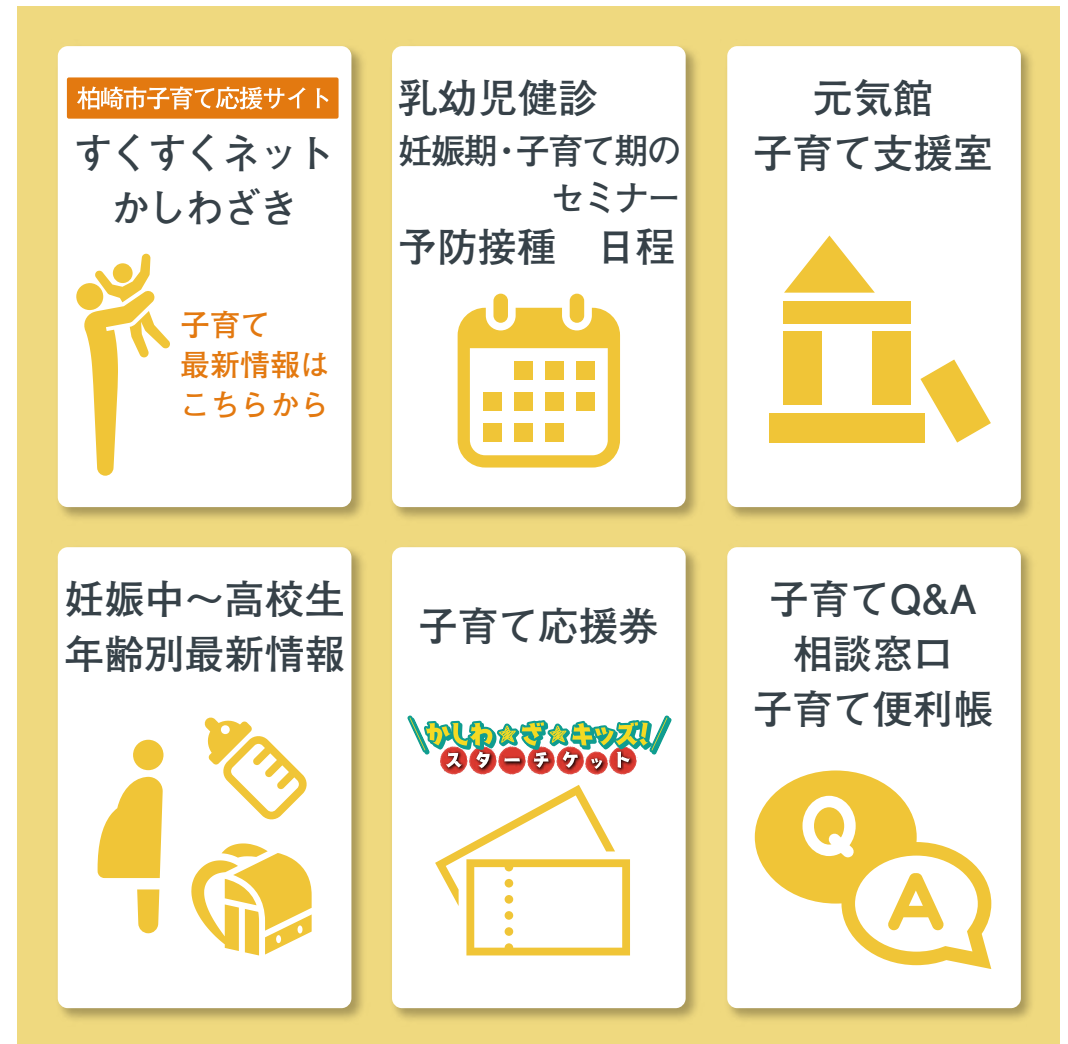 柏崎市子育て応援サイト
すくすくネット
かしわざき
子育て
最新情報は
こちらから
乳幼児健診
妊娠期・子育て期の
セミナー
予防接種　日程
元気館
子育て支援室
妊娠中〜高校生
年齢別最新情報
子育て応援券
かしわ☆ざ☆キッズ!
スターチケット
子育てQ&A
相談窓口
子育て便利帳
Q
A